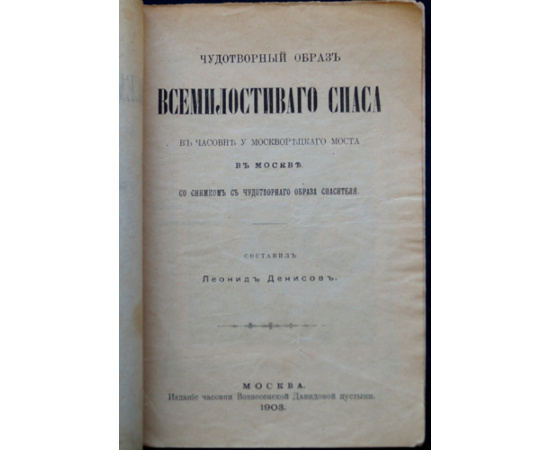 ЧУДОТВОРНЫЙ ОБРАЗЪ
ВСЕМИЛОСТИВАГО СПАСА
ВЪ ЧАСОВНѢ У МОСКВОРѢЦКАГО МОСТА
ВЪ МОСКВѢ.
СО СНИМКОМЪ СЪ ЧУДОТВОРНАГО ОБРАЗА СПАСИТЕЛЯ.
СОСТАВИЛЪ
Леонидъ Денисовъ.
МОСКВА.
Изданіе часовни Вознесенской Давидовой пустыни.
1903.